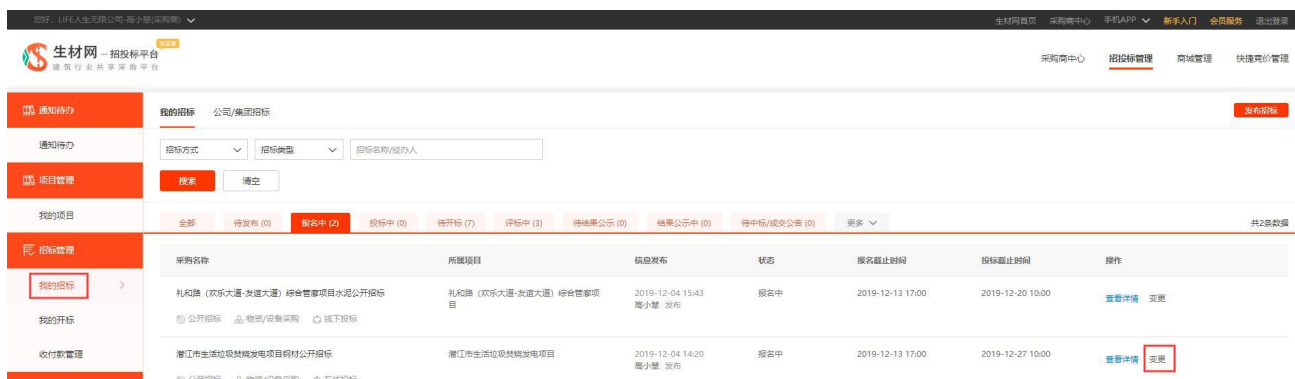 您好，LIFE人生无限公司-高小慧(采购商)
生材网首页 采购商中心 手机APP 新手入门 会员服务 退出登录
生材网 – 招投标平台
建筑行业共享采购平台
采购商中心 招投标管理 商城管理 快捷竞价管理
通知待办
我的招标 公司/集团招标 发布招标
通知待办
招标方式 招标类型 招标名称/经办人
项目管理
搜索 清空
我的项目
全部 待发布 (0) 报名中 (2) 投标中 (0) 待开标 (7) 评标中 (3) 待结果公示 (0) 结果公示中 (0) 待中标/成交公告 (0) 更多 共2条数据
招标管理
采购名称 所属项目 信息发布 状态 报名截止时间 投标截止时间 操作
我的招标
礼和路（欢乐大道-友谊大道）综合管廊项目水泥公开招标 礼和路（欢乐大道-友谊大道）综合管廊项目 2019-12-04 15:43 高小慧 发布 报名中 2019-12-13 17:00 2019-12-20 10:00 查看详情 变更
公开招标 物资/设备采购 线下投标
我的开标
收付款管理
潜江市生活垃圾焚烧发电项目钢材公开招标 潜江市生活垃圾焚烧发电项目 2019-12-04 14:20 高小慧 发布 报名中 2019-12-13 17:00 2019-12-27 10:00 查看详情 变更
公开招标 物资/设备采购 在线投标